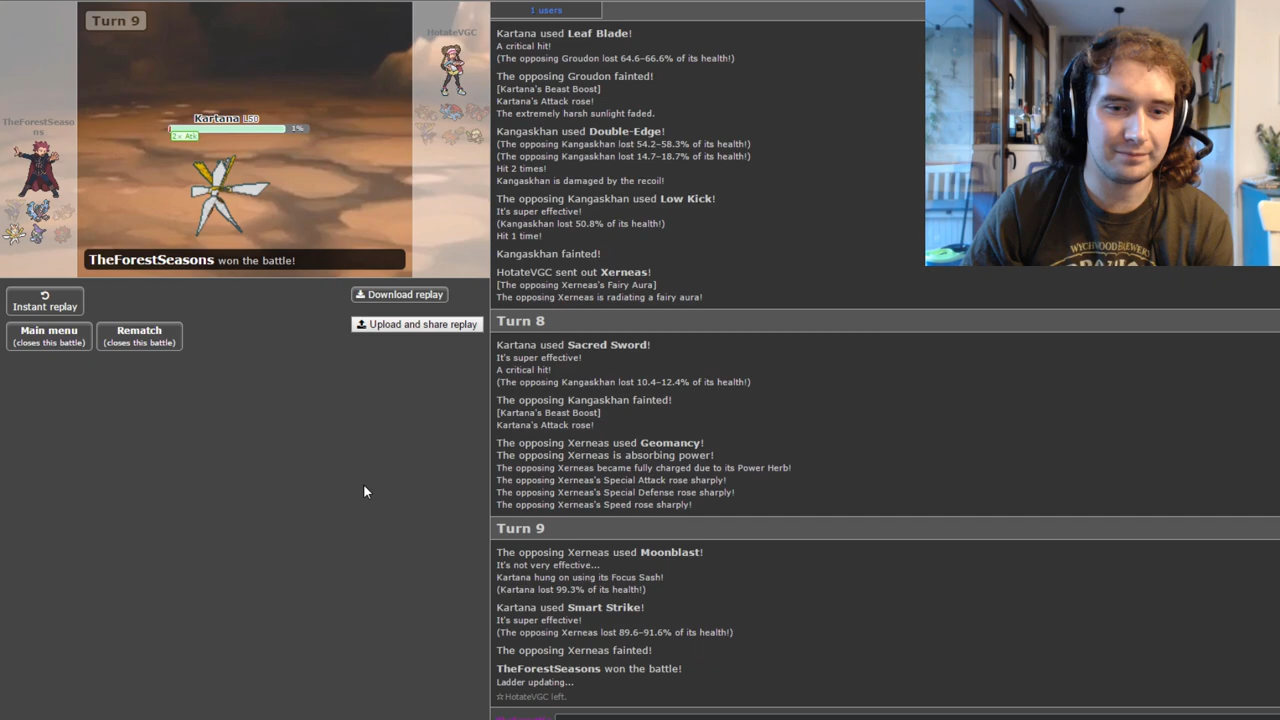 Turn 9
HotateVGC
TheForestSeaso
ns
Kartana L50
1%
2x Atk
TheForestSeasons won the battle!
Instant replay
Download replay
Upload and share replay
Main menu
(closes this battle)
Rematch
(closes this battle)
1 users
Kartana used Leaf Blade!
A critical hit!
(The opposing Groudon lost 64.6–66.6% of its health!)
The opposing Groudon fainted!
[Kartana's Beast Boost]
Kartana's Attack rose!
The extremely harsh sunlight faded.
Kangaskhan used Double-Edge!
(The opposing Kangaskhan lost 54.2–58.3% of its health!)
(The opposing Kangaskhan lost 14.7–18.7% of its health!)
Hit 2 times!
Kangaskhan is damaged by the recoil!
The opposing Kangaskhan used Low Kick!
It's super effective!
(Kangaskhan lost 50.8% of its health!)
Hit 1 time!
Kangaskhan fainted!
HotateVGC sent out Xerneas!
[The opposing Xerneas's Fairy Aura]
The opposing Xerneas is radiating a fairy aura!
Turn 8
Kartana used Sacred Sword!
It's super effective!
A critical hit!
(The opposing Kangaskhan lost 10.4–12.4% of its health!)
The opposing Kangaskhan fainted!
[Kartana's Beast Boost]
Kartana's Attack rose!
The opposing Xerneas used Geomancy!
The opposing Xerneas is absorbing power!
The opposing Xerneas became fully charged due to its Power Herb!
The opposing Xerneas's Special Attack rose sharply!
The opposing Xerneas's Special Defense rose sharply!
The opposing Xerneas's Speed rose sharply!
Turn 9
The opposing Xerneas used Moonblast!
It's not very effective...
Kartana hung on using its Focus Sash!
(Kartana lost 99.3% of its health!)
Kartana used Smart Strike!
It's super effective!
(The opposing Xerneas lost 89.6–91.6% of its health!)
The opposing Xerneas fainted!
TheForestSeasons won the battle!
Ladder updating...
☆HotateVGC left.
WYCHWOOD BREWERY